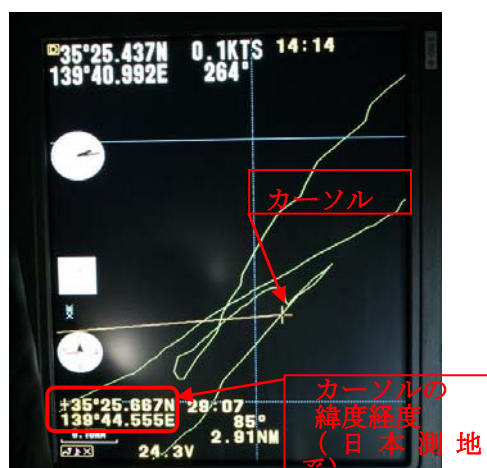 35°25.437N 0.1KTS 14:14
139°40.992E 264°
カーソル
+35°25.667N 29:07
139°44.555E 85°
2.91NM
24.3V
カーソルの
緯度経度
(日本測地